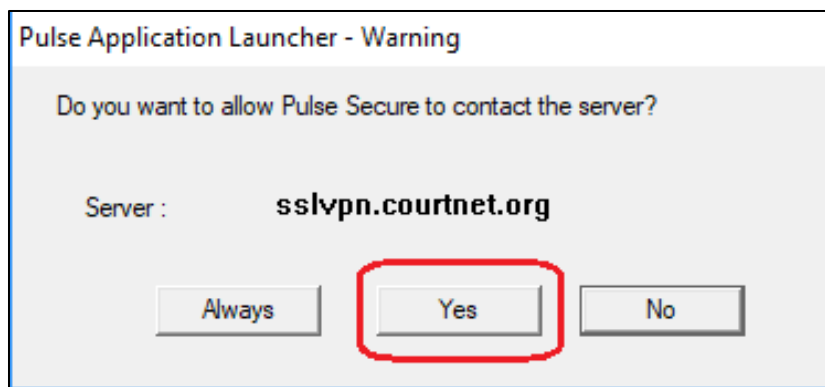 Pulse Application Launcher - Warning
Do you want to allow Pulse Secure to contact the server?
Server : sslvpn.courtnet.org
Always Yes No